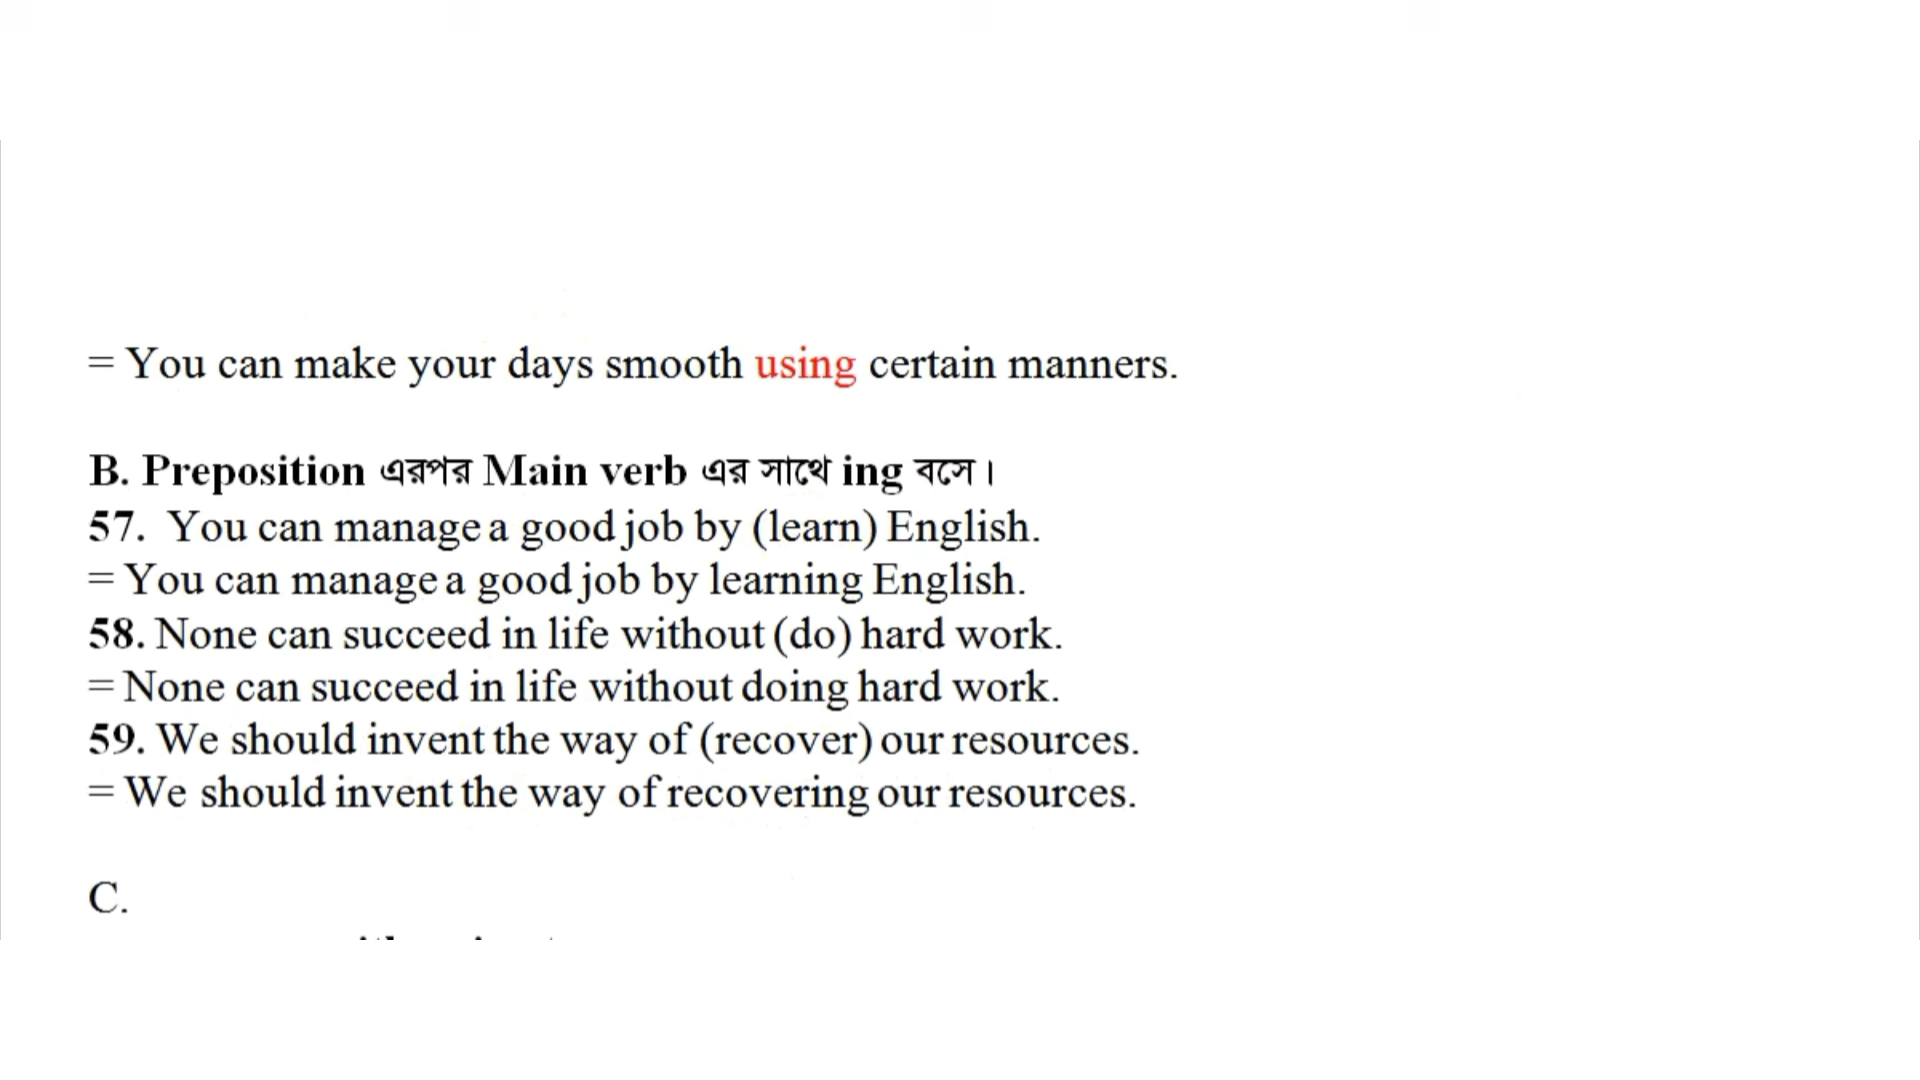 = You can make your days smooth using certain manners.
B. Preposition এরপর Main verb এর সাথে ing বসে।
57. You can manage a good job by (learn) English.
= You can manage a good job by learning English.
58. None can succeed in life without (do) hard work.
= None can succeed in life without doing hard work.
59. We should invent the way of (recover) our resources.
= We should invent the way of recovering our resources.
C.